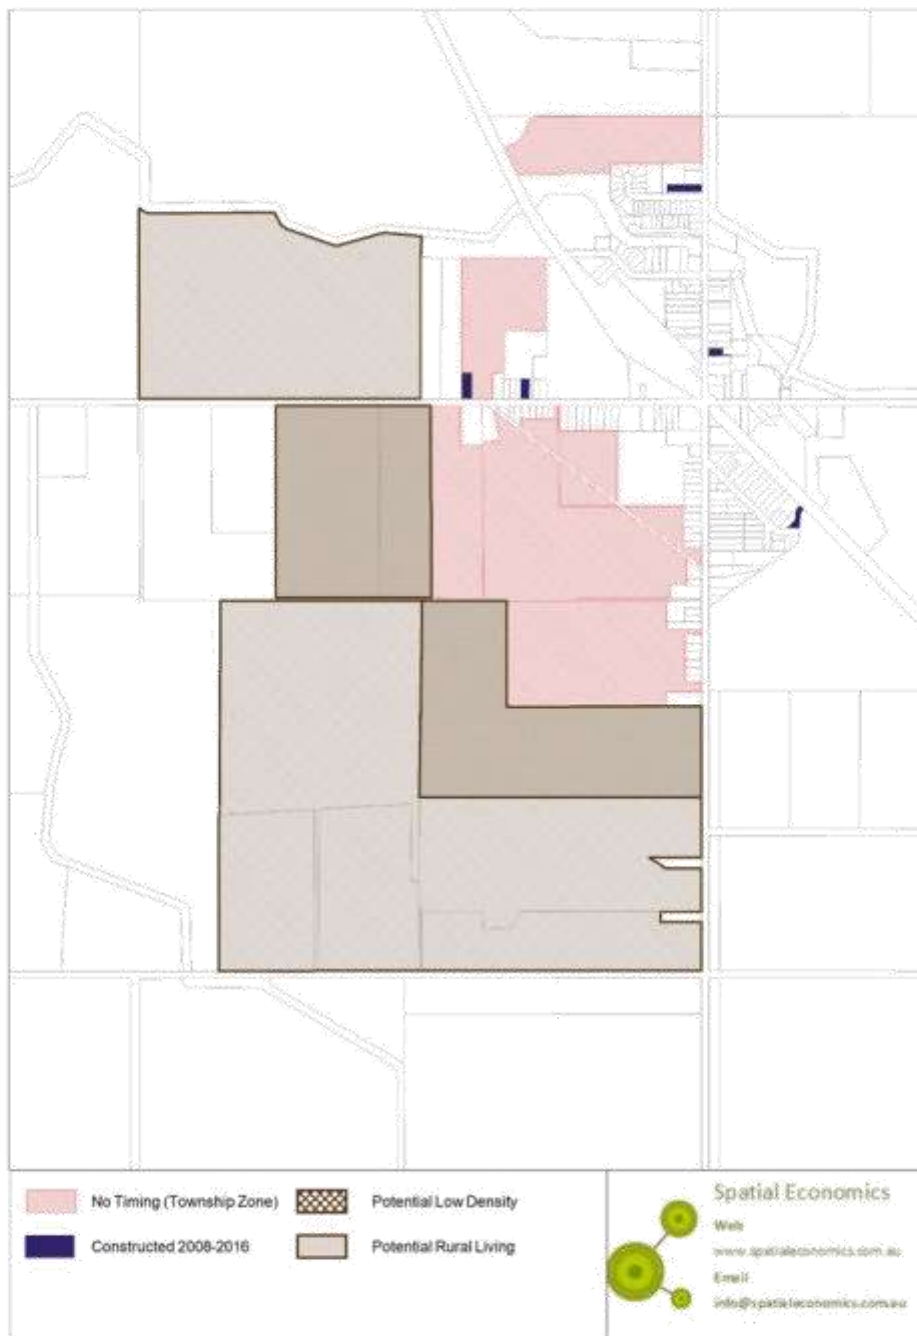 No Timing (Township Zone)
Potential Low Density
Constructed 2008-2016
Potential Rural Living
Spatial Economics
Web
www.spatialeconomics.com.au
Email
info@spatialeconomics.com.au